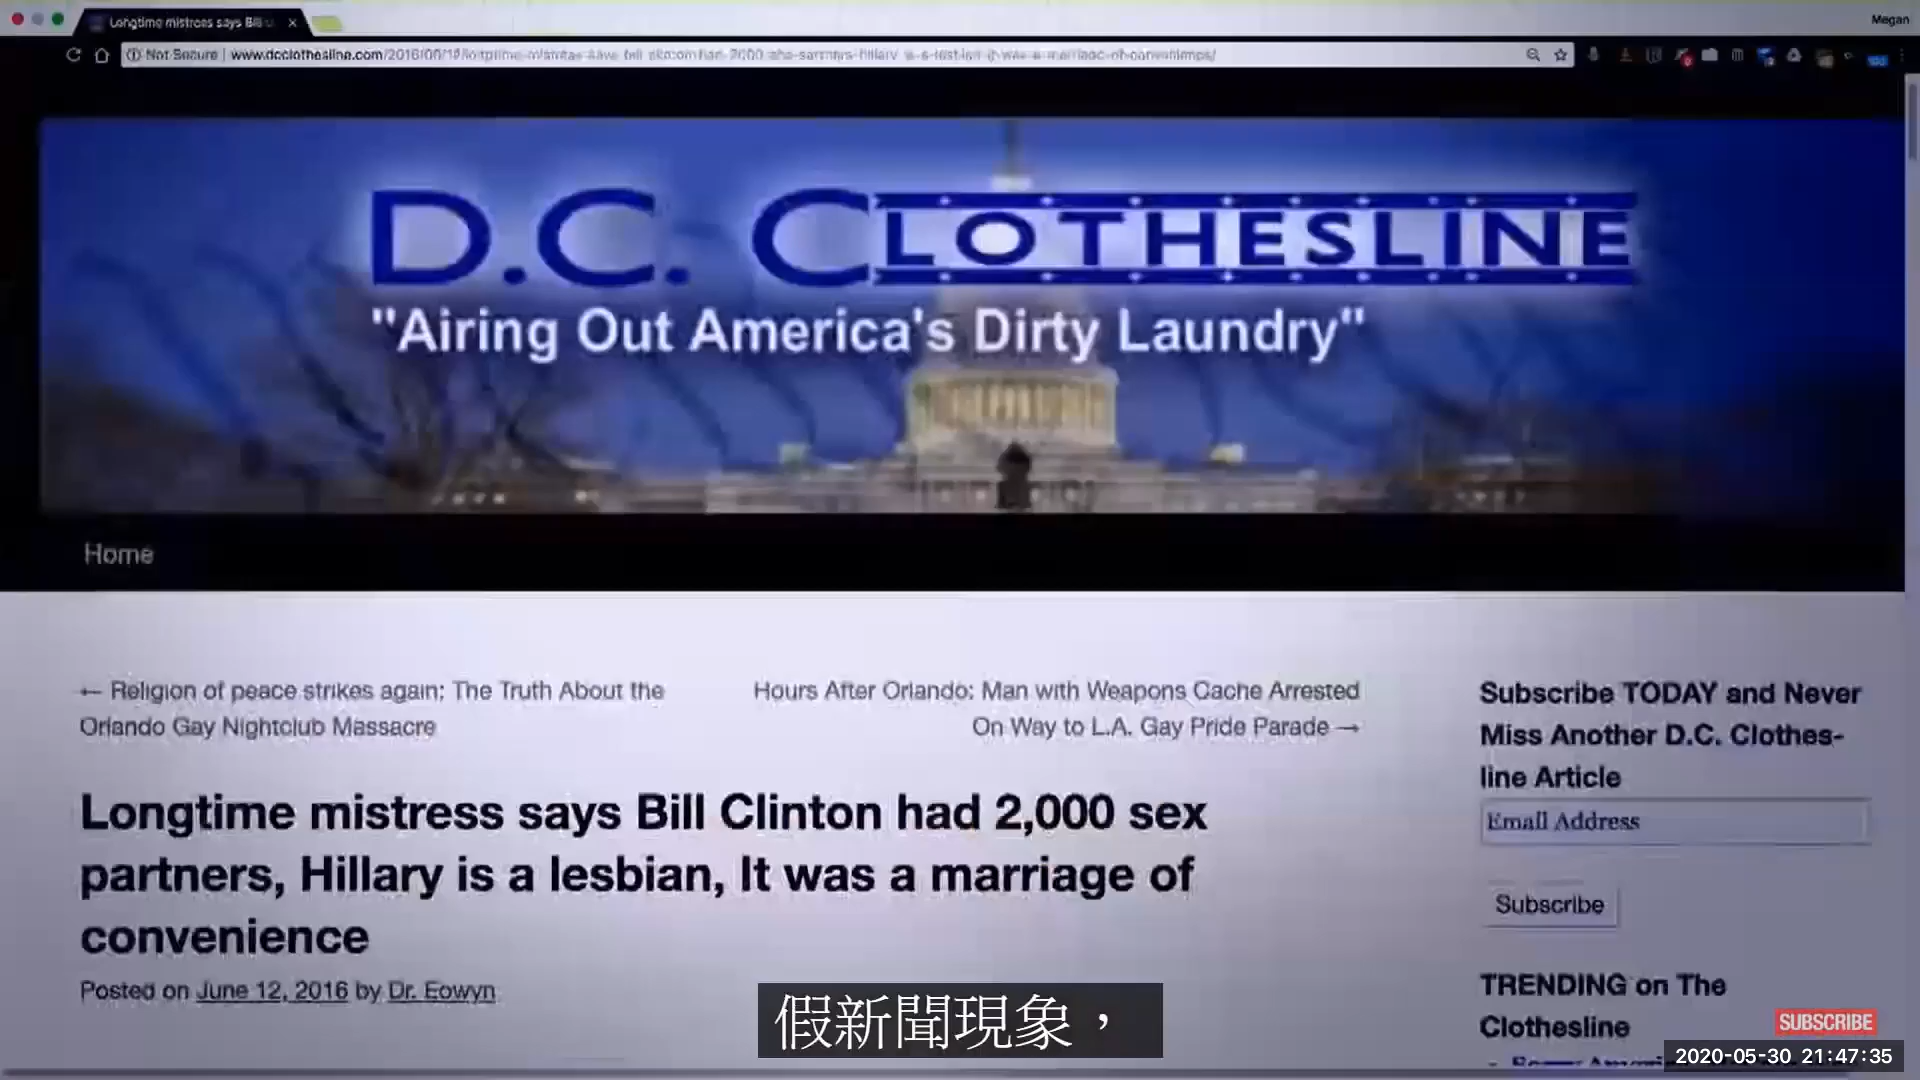 Longtime mistress says Bill
Megan
Not Secure | www.dcclothesline.com/2016/
D.C. CLOTHESLINE
"Airing Out America's Dirty Laundry"
Home
← Religion of peace strikes again: The Truth About the
Orlando Gay Nightclub Massacre
Hours After Orlando: Man with Weapons Cache Arrested
On Way to L.A. Gay Pride Parade →
Longtime mistress says Bill Clinton had 2,000 sex
partners, Hillary is a lesbian, It was a marriage of
convenience
Posted on June 12, 2016 by Dr. Eowyn
Subscribe TODAY and Never
Miss Another D.C. Clothes-
line Article
Email Address
Subscribe
TRENDING on The
Clothesline
假新聞現象，
SUBSCRIBE
2020-05-30 21:47:35